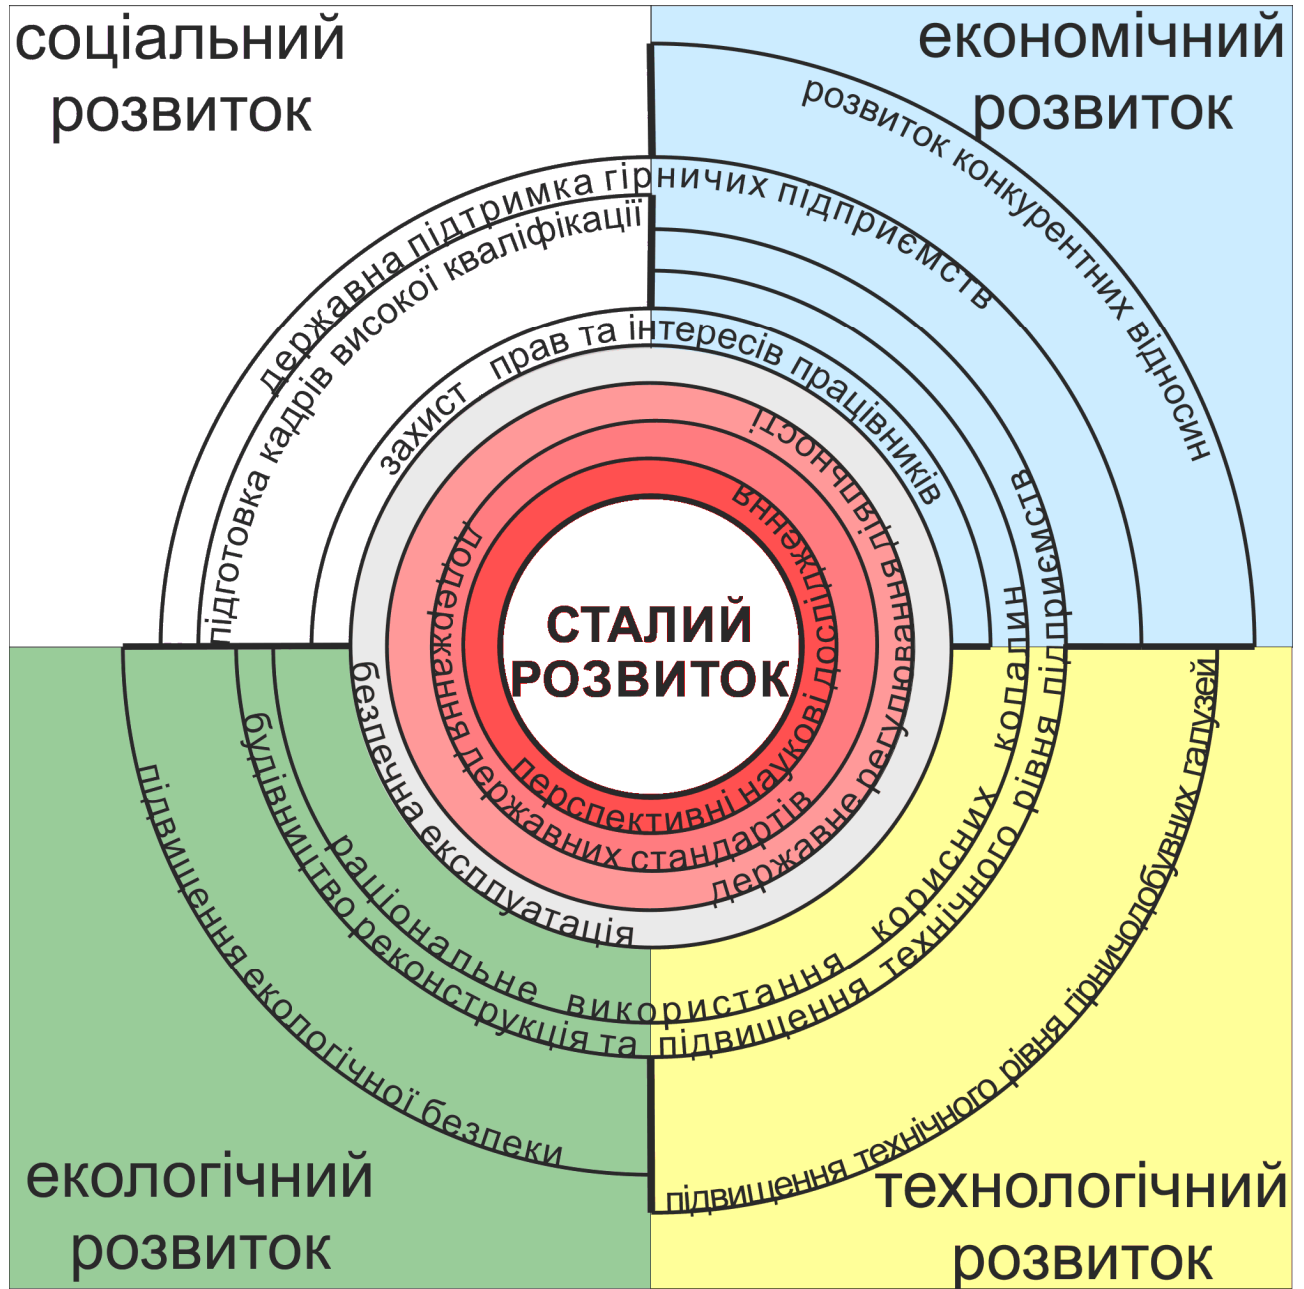 соціальний
розвиток
економічний
розвиток
розвиток конкурентних відносин
державна підтримка гірничих підприємств
підготовка кадрів високої кваліфікації
захист прав та інтересів працівників
СТАЛИЙ
РОЗВИТОК
перспективні наукові дослідження
додержання державних стандартів
державне регулювання діяльності
безпечна експлуатація
раціональне використання корисних копалин
будівництво реконструкція та підвищення технічного рівня підприємств
підвищення екологічної безпеки
підвищення технічного рівня гірничодобувних галузей
екологічний
розвиток
технологічний
розвиток